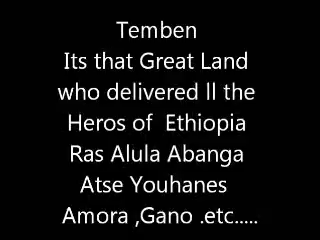 Temben
Its that Great Land
who delivered ll the
Heros of Ethiopia
Ras Alula Abanga
Atse Youhanes
Amora ,Gano .etc.....